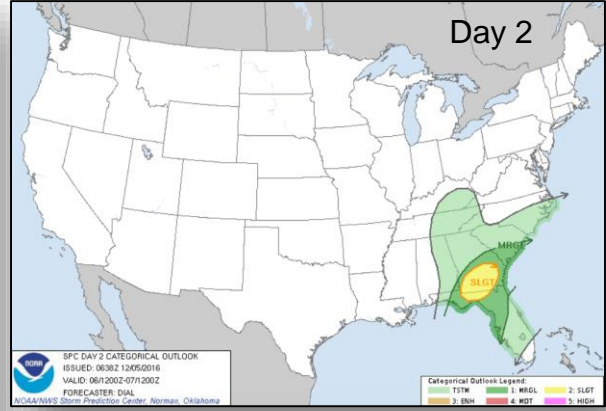 Day 2
MRGL
SLGT
NOAA
SPC DAY 2 CATEGORICAL OUTLOOK
ISSUED: 0638Z 12/05/2016
VALID: 06/1200Z-07/1200Z
FORECASTER: DIAL
NOAA/NWS Storm Prediction Center, Norman, Oklahoma
Categorical Outlook Legend:
TSTM 1: MRGL 2: SLGT
3: ENH 4: MDT 5: HIGH